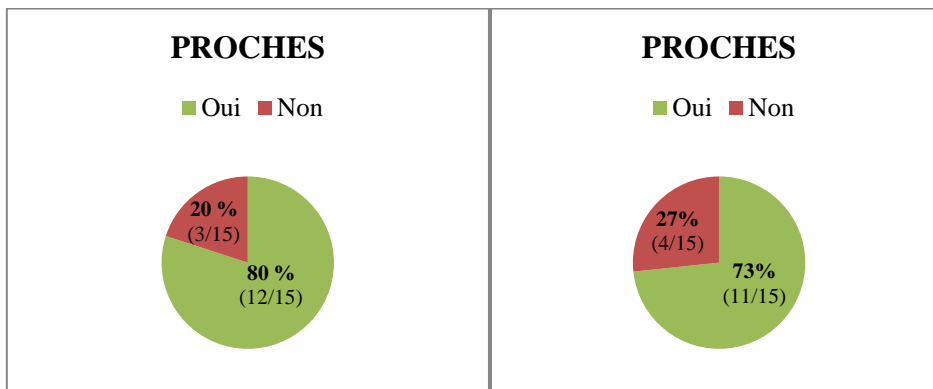 PROCHES
Oui Non
20 %
(3/15)
80 %
(12/15)
PROCHES
Oui Non
27%
(4/15)
73%
(11/15)